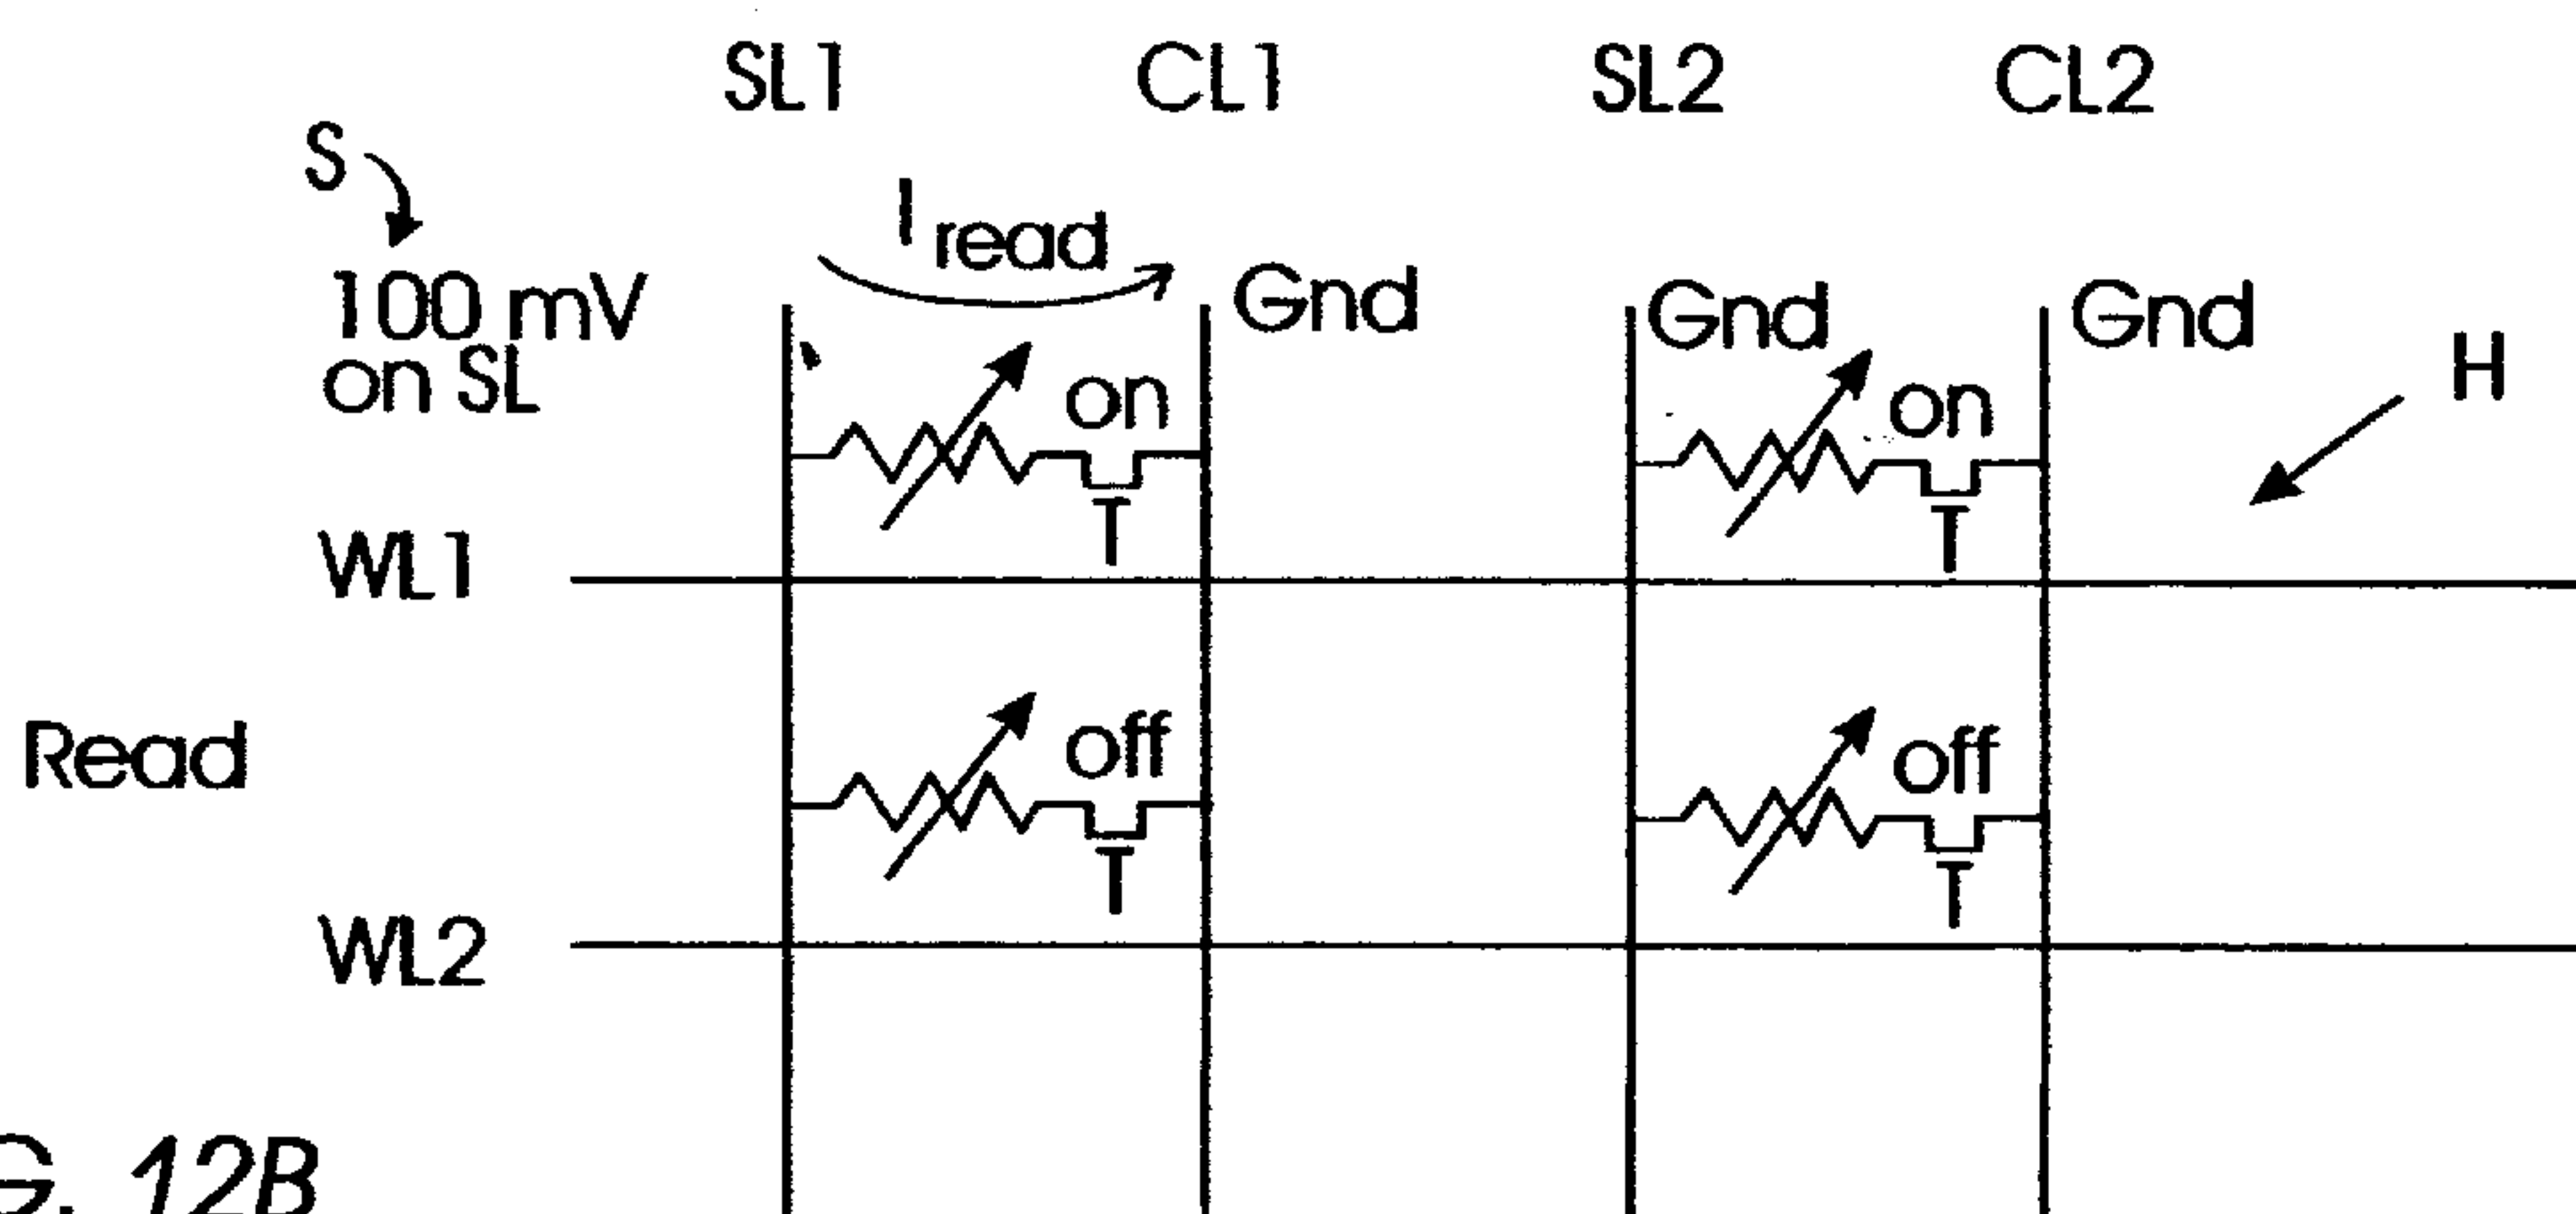 SL1 CL1 SL2 CL2
S
I read
100 mV
on SL
Gnd Gnd Gnd
H
on on
T T
WL1
off off
Read
T T
WL2
G. 12B